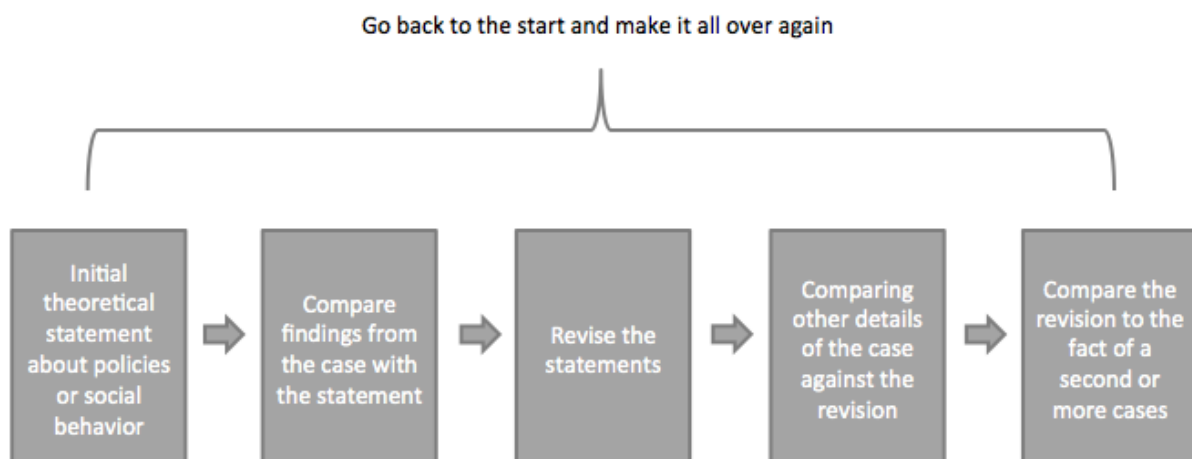 Go back to the start and make it all over again
Initial
theoretical
statement
about policies
or social
behavior
Compare
findings from
the case with
the statement
Revise the
statements
Comparing
other details
of the case
against the
revision
Compare the
revision to the
fact of a
second or
more cases